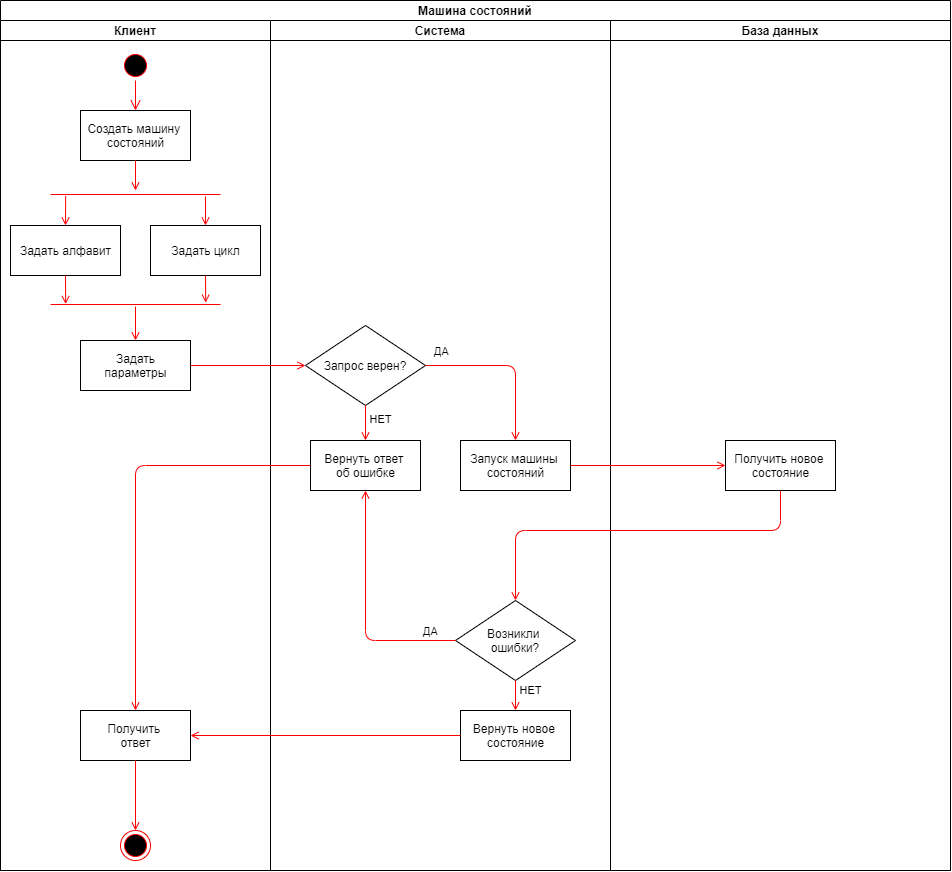 Машина состояний
Клиент
Система
База данных
Создать машину
состояний
Задать алфавит
Задать цикл
Задать
параметры
Запрос верен?
ДА
НЕТ
Вернуть ответ
об ошибке
Запуск машины
состояний
Получить новое
состояние
Возникли
ошибки?
ДА
НЕТ
Получить
ответ
Вернуть новое
состояние